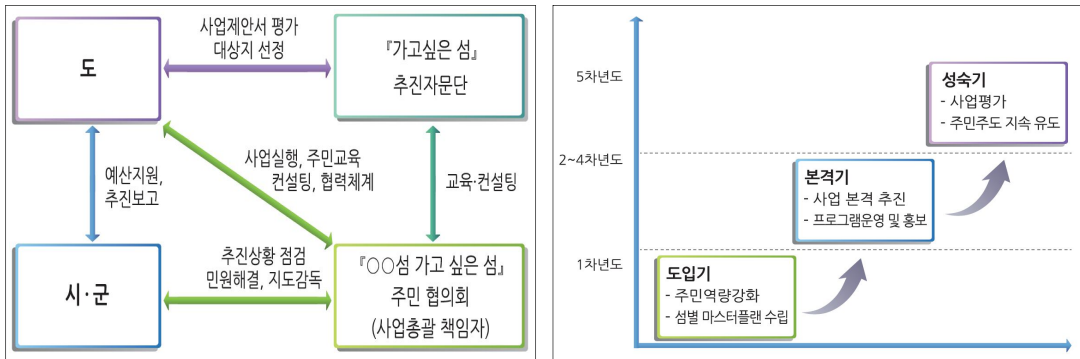 사업제안서 평가
대상지 선정
도
『가고싶은 섬』
추진자문단
예산지원,
추진보고
사업실행, 주민교육
컨설팅, 협력체계
교육·컨설팅
시·군
추진상황 점검
민원해결, 지도감독
『○○섬 가고 싶은 섬』
주민 협의회
(사업총괄 책임자)
5차년도
성숙기
- 사업평가
- 주민주도 지속 유도
2~4차년도
본격기
- 사업 본격 추진
- 프로그램운영 및 홍보
1차년도
도입기
- 주민역량강화
- 섬별 마스터플랜 수립